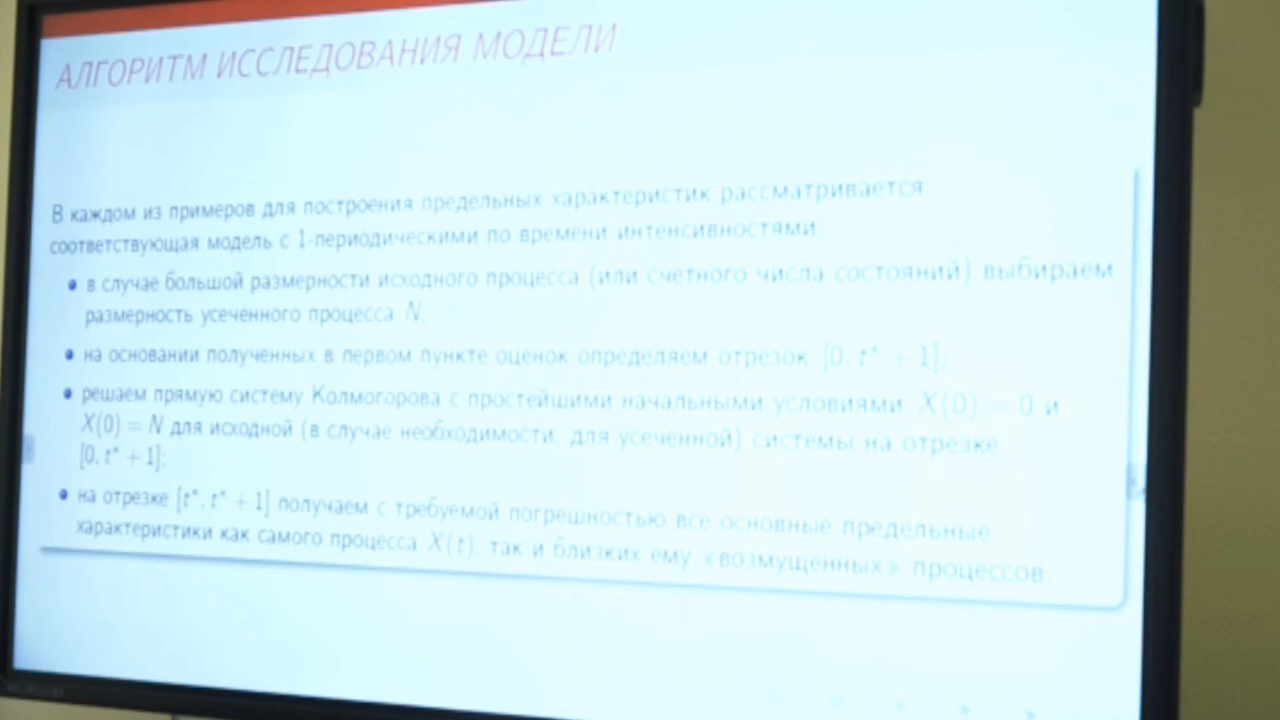 АЛГОРИТМ ИССЛЕДОВАНИЯ МОДЕЛИ
В каждом из примеров для построения предельных характеристик рассматривается
соответствующая модель с 1-периодическими по времени интенсивностями:
в случае большой размерности исходного процесса (или счетного числа состояний) выбираем
размерность усеченного процесса N;
на основании полученных в первом пункте оценок определяем отрезок [0, t* + 1];
решаем прямую систему Колмогорова с простейшими начальными условиями X(0) = 0 и
X(0) = N для исходной (в случае необходимости, для усеченной) системы на отрезке
[0, t* + 1];
на отрезке [t*, t* + 1] получаем с требуемой погрешностью все основные предельные
характеристики как самого процесса X(t), так и близких ему «возмущенных» процессов.